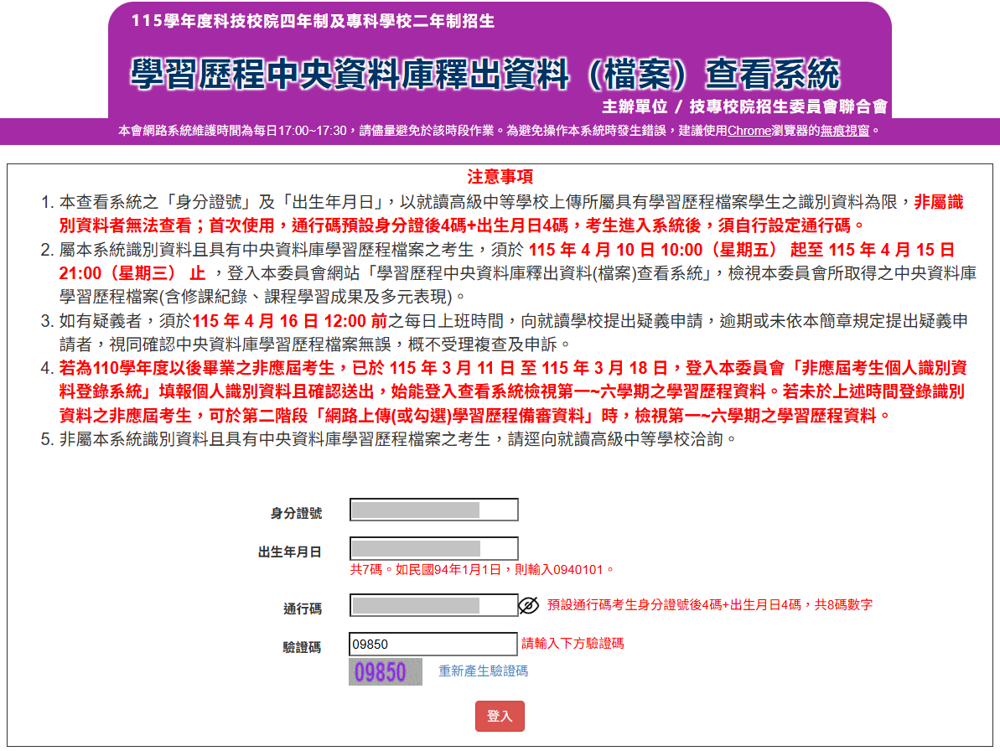 115學年度科技校院四年制及專科學校二年制招生
學習歷程中央資料庫釋出資料（檔案）查看系統
主辦單位 / 技專校院招生委員會聯合會
本會網路系統維護時間為每日17:00~17:30，請儘量避免於該時段作業。為避免操作本系統時發生錯誤，建議使用Chrome瀏覽器的無痕視窗。
注意事項
1. 本查看系統之「身分證號」及「出生年月日」，以就讀高級中等學校上傳所屬具有學習歷程檔案學生之識別資料為限，非屬識
別資料者無法查看；首次使用，通行碼預設身分證後4碼+出生月日4碼，考生進入系統後，須自行設定通行碼。
2. 屬本系統識別資料且具有中央資料庫學習歷程檔案之考生，須於 115 年 4 月 10 日 10:00（星期五） 起至 115 年 4 月 15 日
21:00（星期三） 止 ，登入本委員會網站「學習歷程中央資料庫釋出資料(檔案)查看系統」，檢視本委員會所取得之中央資料庫
學習歷程檔案(含修課紀錄、課程學習成果及多元表現)。
3. 如有疑義者，須於115 年 4 月 16 日 12:00 前之每日上班時間，向就讀學校提出疑義申請，逾期或未依本簡章規定提出疑義申
請者，視同確認中央資料庫學習歷程檔案無誤，概不受理複查及申訴。
4. 若為110學年度以後畢業之非應屆考生，已於 115 年 3 月 11 日 至 115 年 3 月 18 日，登入本委員會「非應屆考生個人識別資
料登錄系統」填報個人識別資料且確認送出，始能登入查看系統檢視第一~六學期之學習歷程資料。若未於上述時間登錄識別
資料之非應屆考生，可於第二階段「網路上傳(或勾選)學習歷程備審資料」時，檢視第一~六學期之學習歷程資料。
5. 非屬本系統識別資料且具有中央資料庫學習歷程檔案之考生，請逕向就讀高級中等學校洽詢。
身分證號
出生年月日
共7碼。如民國94年1月1日，則輸入0940101。
通行碼 預設通行碼考生身分證號後4碼+出生月日4碼，共8碼數字
驗證碼 09850 請輸入下方驗證碼
09850 重新產生驗證碼
登入